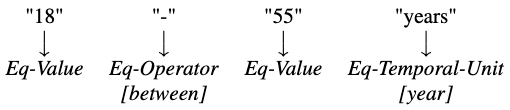 "18" "-" "55" "years"
Eq-Value Eq-Operator Eq-Value Eq-Temporal-Unit
[between] [year]